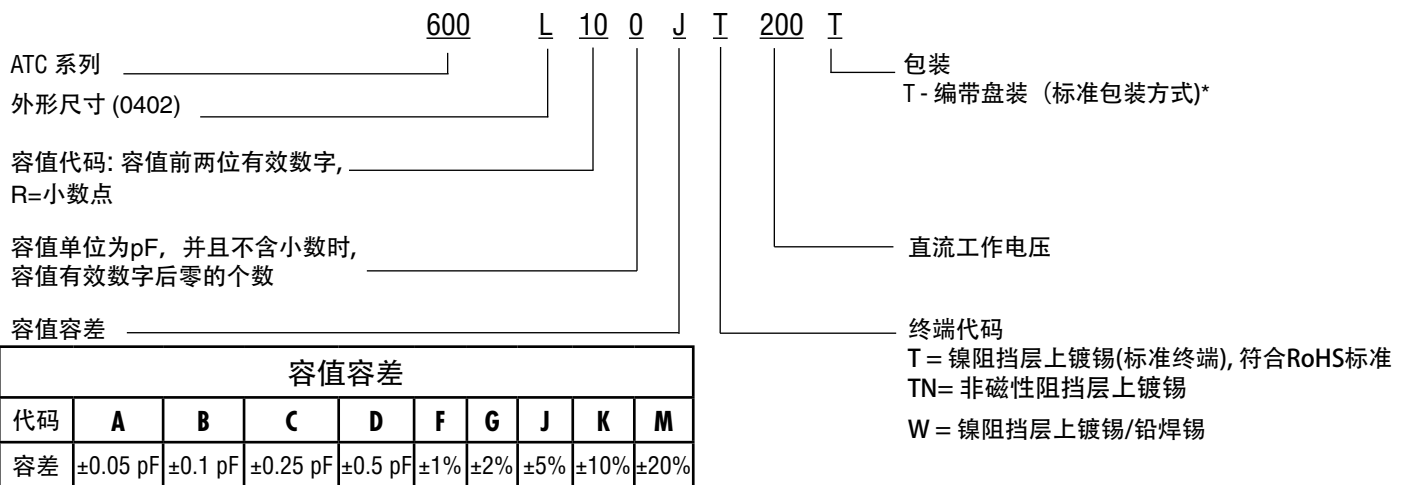 600 L 10 0 J T 200 T
ATC 系列
外形尺寸 (0402)
容值代码: 容值前两位有效数字,
R=小数点
容值单位为pF，并且不含小数时,
容值有效数字后零的个数
容值容差
包装
T - 编带盘装（标准包装方式)*
直流工作电压
终端代码
T = 镍阻挡层上镀锡(标准终端), 符合RoHS标准
TN= 非磁性阻挡层上镀锡
W = 镍阻挡层上镀锡/铅焊锡
容值容差
代码 A B C D F G J K M
容差 ±0.05 pF ±0.1 pF ±0.25 pF ±0.5 pF ±1% ±2% ±5% ±10% ±20%